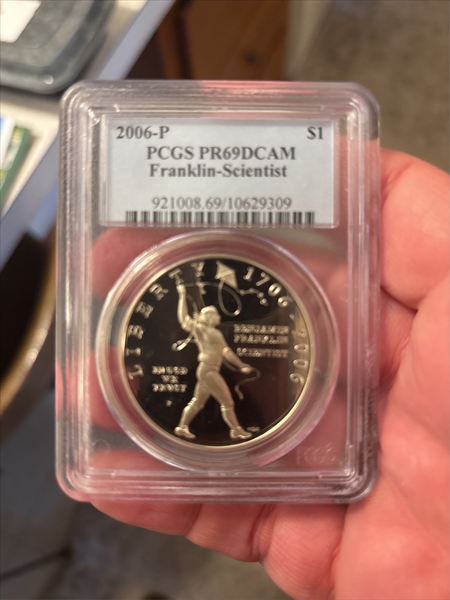 2006-P $1
PCGS PR69DCAM
Franklin-Scientist
921008.69/10629309
LIBERTY 1706-2006
BENJAMIN
FRANKLIN
SCIENTIST
IN GOD
WE
TRUST
P
PCGS